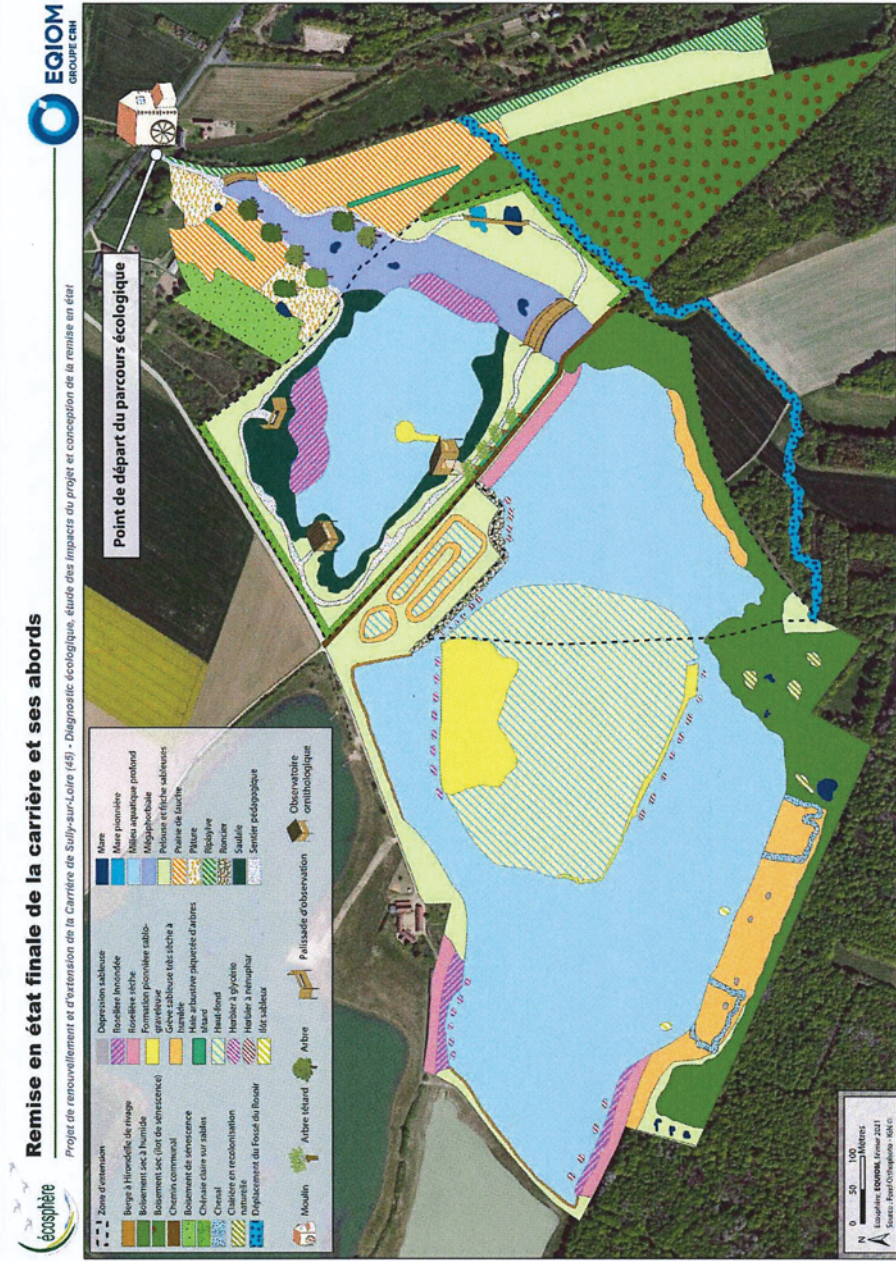 écosphère
Remise en état finale de la carrière et ses abords
Projet de renouvellement et d'extension de la Carrière de Sully-sur-Loire (45) - Diagnostic écologique, étude des impacts du projet et conception de la remise en état
EQIOM
GROUPE CRH
Point de départ du parcours écologique
Zone d'extension
Berge à Hirondelle de rivage
Boisement sec à humide
Boisement sec (îlot de sénescence)
Chemin communal
Boisement de sénescence
Chênaie claire sur sables
Chenal
Clairière en recolonisation
naturelle
Déplacement du Fossé du Rosoir
Dépression sableuse
Roselière innondée
Roselière sèche
Formation pionnière sablo-
graveleuse
Grève sableuse très sèche à
humide
Haie arbustive piquetée d'arbres
têtard
Haut-fond
Herbier à glycérie
Herbier à nénuphar
Ilôt sableux
Mare
Mare pionnière
Milieu aquatique profond
Mégaphorbiaie
Pelouse et friche sableuses
Prairie de fauche
Pâture
Ripisylve
Roncier
Saulaie
Sentier pédagogique
Moulin
Arbre têtard
Arbre
Palissade d'observation
Observatoire
ornithologique
N
0 50 100
Mètres
Ecosphère, EQUIOM, février 2021